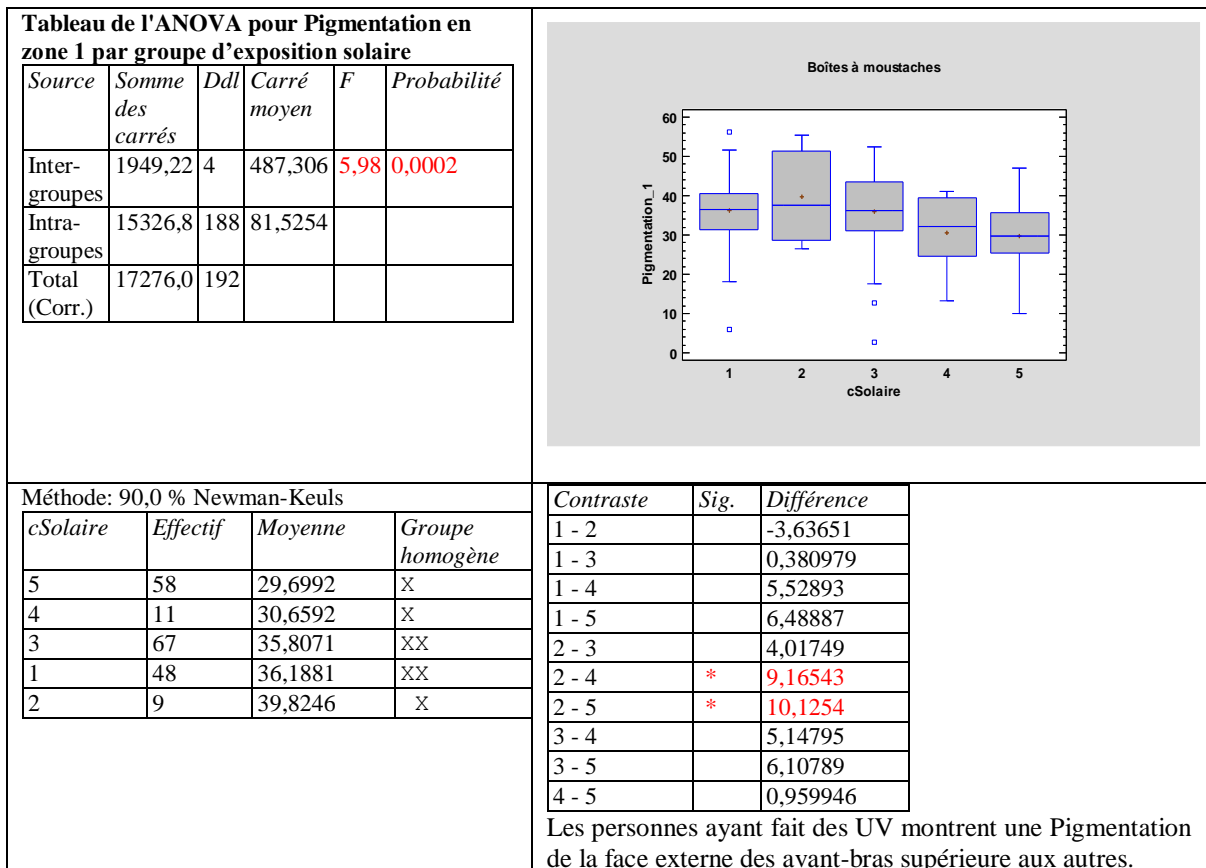 Tableau de l'ANOVA pour Pigmentation en
zone 1 par groupe d'exposition solaire
Source Somme des carrés Ddl Carré moyen F Probabilité
Inter-groupes 1949,22 4 487,306 5,98 0,0002
Intra-groupes 15326,8 188 81,5254
Total (Corr.) 17276,0 192
Boîtes à moustaches
Pigmentation_1
60
50
40
30
20
10
0
1 2 3 4 5
cSolaire
Méthode: 90,0 % Newman-Keuls
cSolaire Effectif Moyenne Groupe homogène
5 58 29,6992 X
4 11 30,6592 X
3 67 35,8071 XX
1 48 36,1881 XX
2 9 39,8246 X
Contraste Sig. Différence
1 - 2 -3,63651
1 - 3 0,380979
1 - 4 5,52893
1 - 5 6,48887
2 - 3 4,01749
2 - 4 * 9,16543
2 - 5 * 10,1254
3 - 4 5,14795
3 - 5 6,10789
4 - 5 0,959946
Les personnes ayant fait des UV montrent une Pigmentation
de la face externe des avant-bras supérieure aux autres.